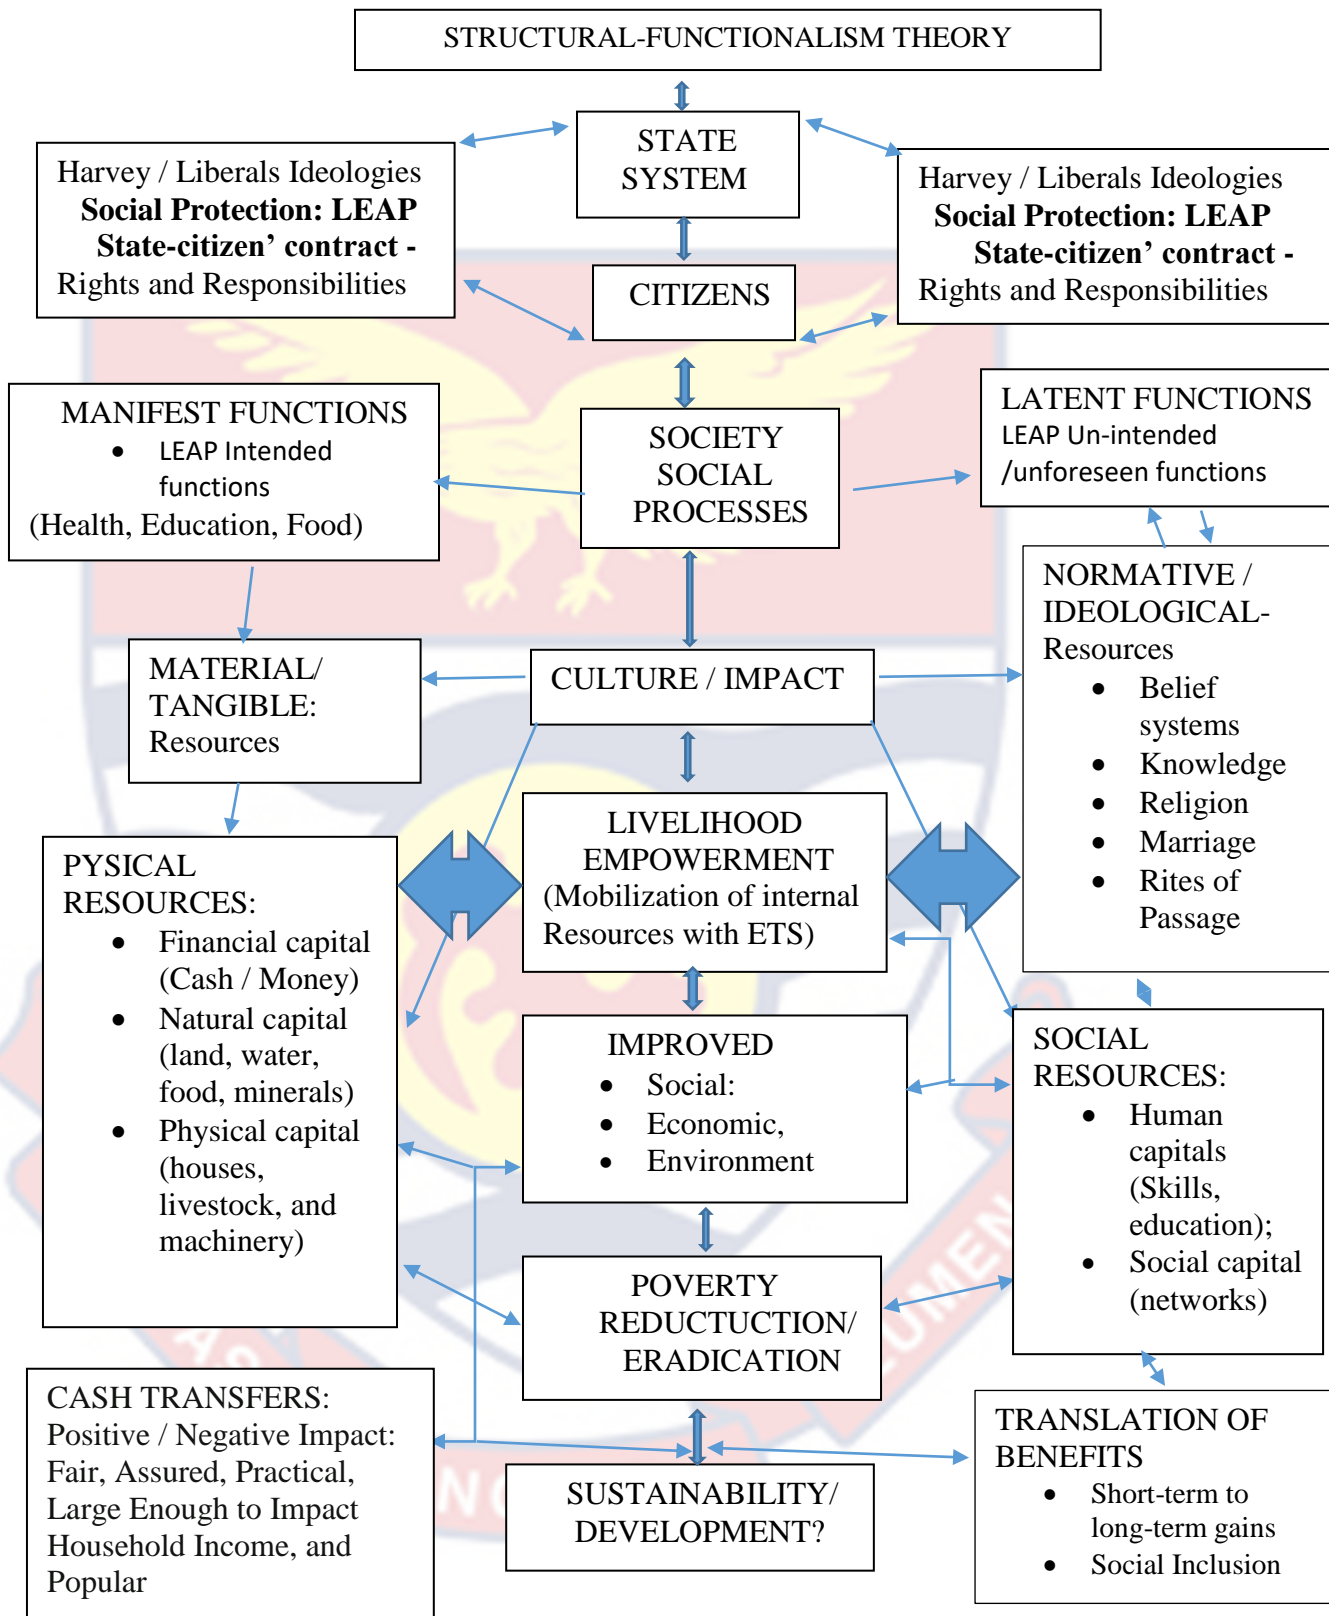 STRUCTURAL-FUNCTIONALISM THEORY
STATE
SYSTEM
Harvey / Liberals Ideologies
Social Protection: LEAP
State-citizen’ contract -
Rights and Responsibilities
Harvey / Liberals Ideologies
Social Protection: LEAP
State-citizen’ contract -
Rights and Responsibilities
CITIZENS
MANIFEST FUNCTIONS
• LEAP Intended
functions
(Health, Education, Food)
SOCIETY
SOCIAL
PROCESSES
LATENT FUNCTIONS
LEAP Un-intended
/unforeseen functions
MATERIAL/
TANGIBLE:
Resources
CULTURE / IMPACT
NORMATIVE /
IDEOLOGICAL-
Resources
• Belief
systems
• Knowledge
• Religion
• Marriage
• Rites of
Passage
PYSICAL
RESOURCES:
• Financial capital
(Cash / Money)
• Natural capital
(land, water,
food, minerals)
• Physical capital
(houses,
livestock, and
machinery)
LIVELIHOOD
EMPOWERMENT
(Mobilization of internal
Resources with ETS)
IMPROVED
• Social:
• Economic,
• Environment
SOCIAL
RESOURCES:
• Human
capitals
(Skills,
education);
• Social capital
(networks)
POVERTY
REDUCTUCTION/
ERADICATION
CASH TRANSFERS:
Positive / Negative Impact:
Fair, Assured, Practical,
Large Enough to Impact
Household Income, and
Popular
SUSTAINABILITY/
DEVELOPMENT?
TRANSLATION OF
BENEFITS
• Short-term to
long-term gains
• Social Inclusion